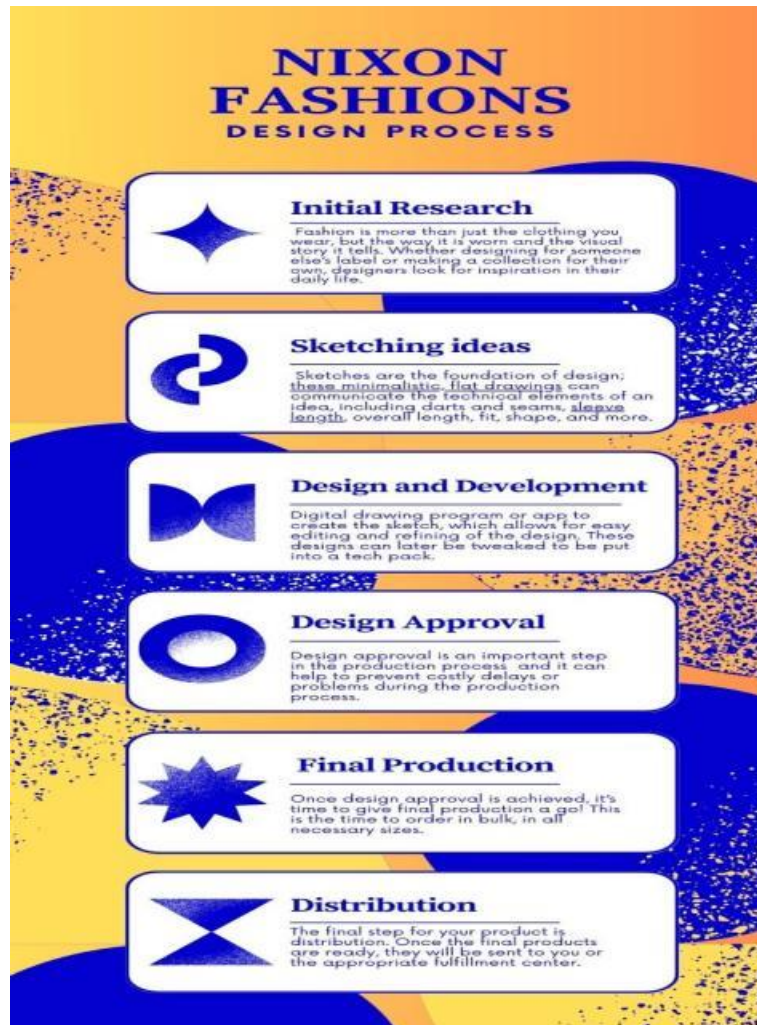 NIXON
FASHIONS
DESIGN PROCESS
Initial Research
Fashion is more than just the clothing you
wear, but the way it is worn and the visual
story it tells. Whether designing for someone
else's label or making a collection for their
own, designers look for inspiration in their
daily life.
Sketching ideas
Sketches are the foundation of design;
these minimalistic, flat drawings can
communicate the technical elements of an
idea, including darts and seams, sleeve
length, overall length, fit, shape, and more.
Design and Development
Digital drawing program or app to
create the sketch, which allows for easy
editing and refining of the design. These
designs can later be tweaked to be put
into a tech pack.
Design Approval
Design approval is an important step
in the production process and it can
help to prevent costly delays or
problems during the production
process.
Final Production
Once design approval is achieved, it's
time to give final production a go! This
is the time to order in bulk, in all
necessary sizes.
Distribution
The final step for your product is
distribution. Once the final products
are ready, they will be sent to you or
the appropriate fulfillment center.